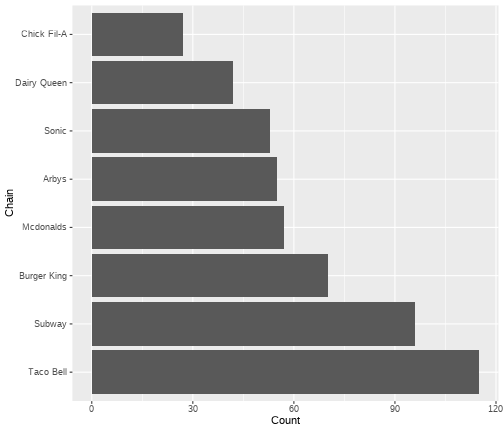 Chick Fil-A
Dairy Queen
Sonic
Arbys
Mcdonalds
Burger King
Subway
Taco Bell
Chain
0 30 60 90 120
Count